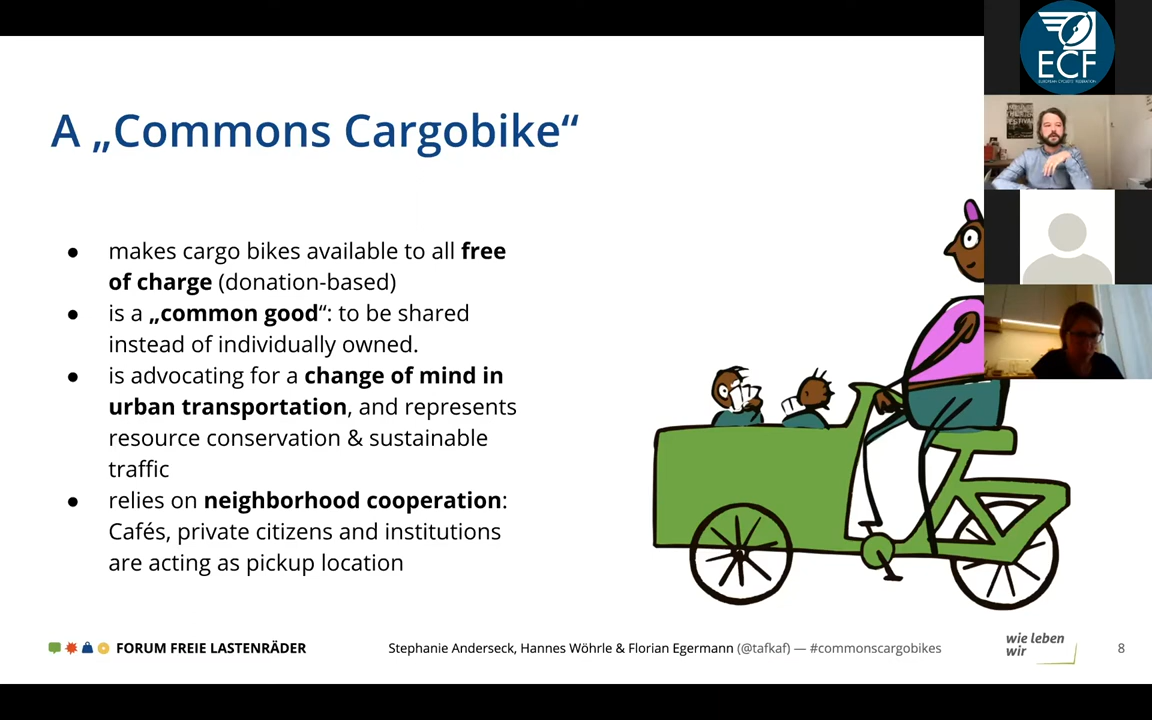 A „Commons Cargobike“
● makes cargo bikes available to all free
of charge (donation-based)
● is a „common good“: to be shared
instead of individually owned.
● is advocating for a change of mind in
urban transportation, and represents
resource conservation & sustainable
traffic
● relies on neighborhood cooperation:
Cafés, private citizens and institutions
are acting as pickup location
FORUM FREIE LASTENRÄDER
Stephanie Anderseck, Hannes Wöhrle & Florian Egermann (@tafkaf) — #commonscargobikes
wie leben
wir
8
ECF
EUROPEAN CYCLISTS' FEDERATION